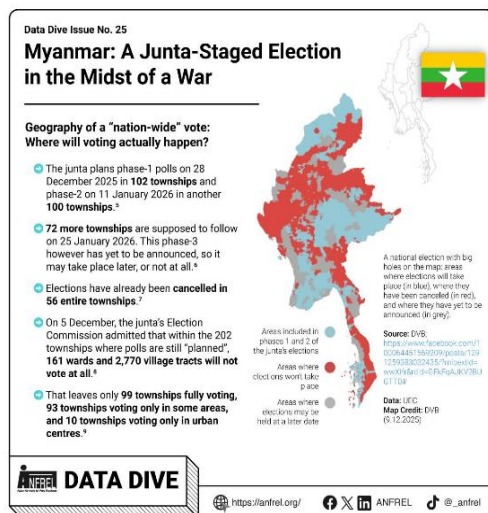 Data Dive Issue No. 25
Myanmar: A Junta-Staged Election
in the Midst of a War
Geography of a "nation-wide" vote:
Where will voting actually happen?
The junta plans phase-1 polls on 28
December 2025 in 102 townships and
phase-2 on 11 January 2026 in another
100 townships.⁵
72 more townships are supposed to follow
on 25 January 2026. This phase-3
however has yet to be announced, so it
may take place later, or not at all.⁶
Elections have already been cancelled in
56 entire townships.⁷
On 5 December, the junta's Election
Commission admitted that within the 202
townships where polls are still "planned",
161 wards and 2,770 village tracts will not
vote at all.⁸
That leaves only 99 townships fully voting,
93 townships voting only in some areas,
and 10 townships voting only in urban
centres.⁹
Areas included in
phases 1 and 2 of
the junta's elections
Areas where
elections won't take
place
Areas where
elections may be
held at a later date
A national election with big
holes on the map: areas
where elections will take
place (in blue), where they
have been cancelled (in red),
and where they have yet to be
announced (in grey).
Source: DVB;
https://www.facebook.com/1
Data: UEC
Map Credit: DVB
(9.12.2025)
ANFREL
DATA DIVE
https://anfrel.org/
ANFREL
@_anfrel